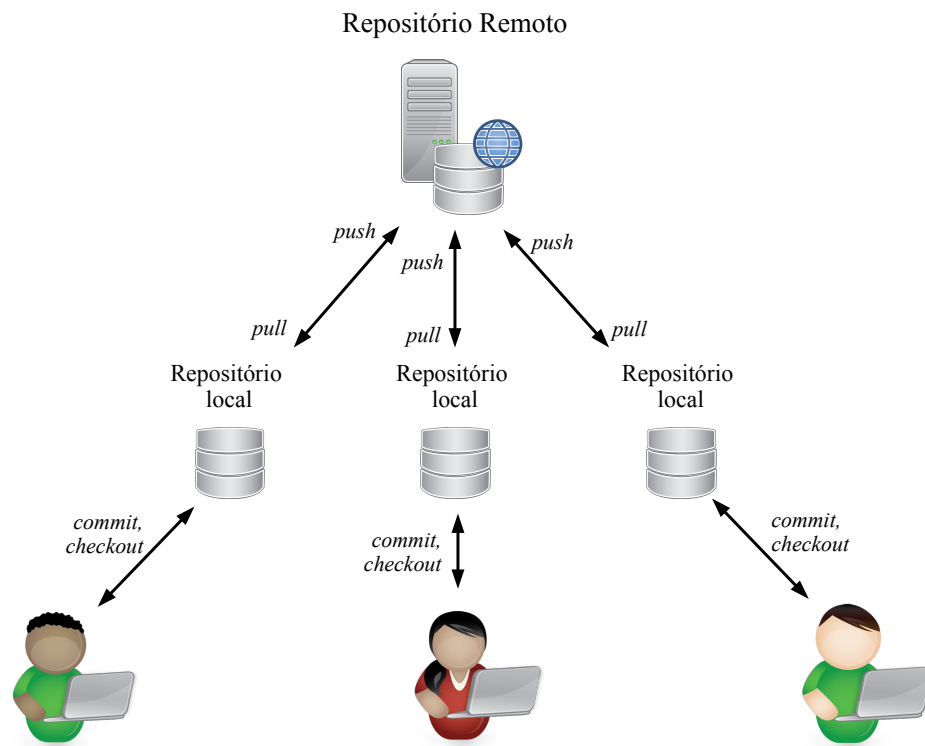 Repositório Remoto
push
push
push
pull
pull
pull
Repositório
local
Repositório
local
Repositório
local
commit,
checkout
commit,
checkout
commit,
checkout